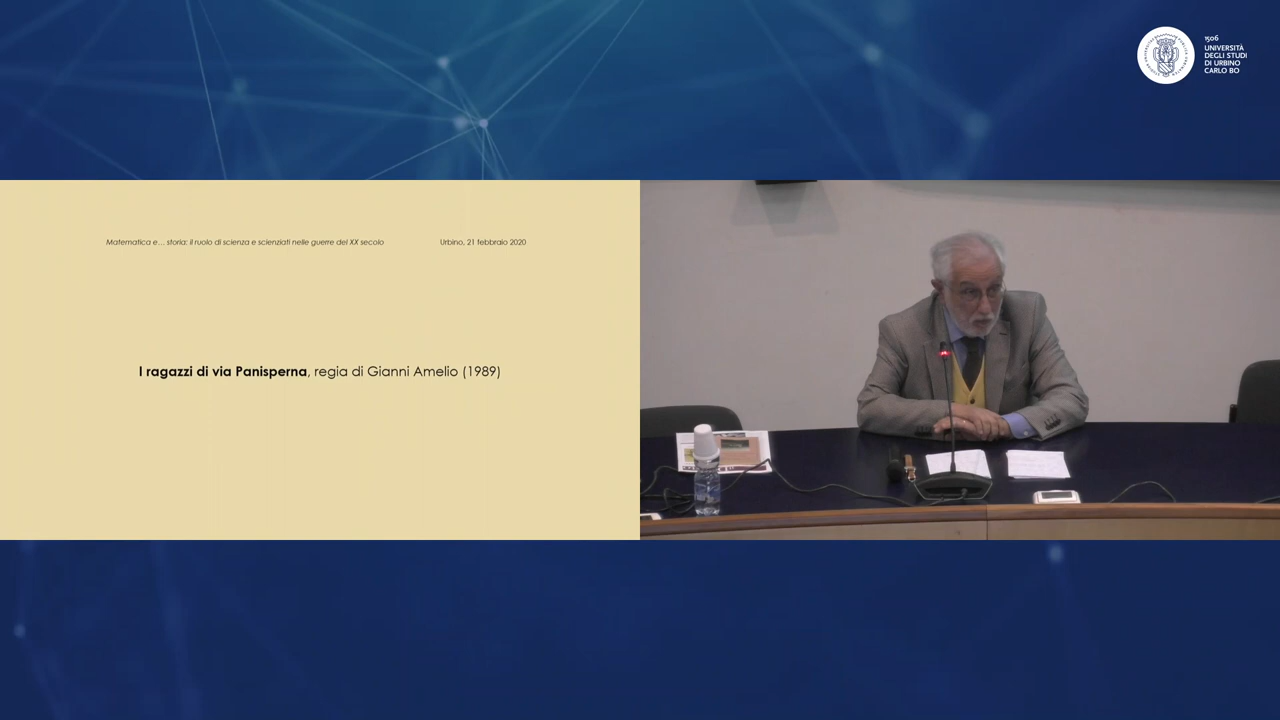 1506
UNIVERSITÀ
DEGLI STUDI
DI URBINO
CARLO BO
Matematica e... storia: il ruolo di scienza e scienziati nelle guerre del XX secolo
Urbino, 21 febbraio 2020
I ragazzi di via Panisperna, regia di Gianni Amelio (1989)